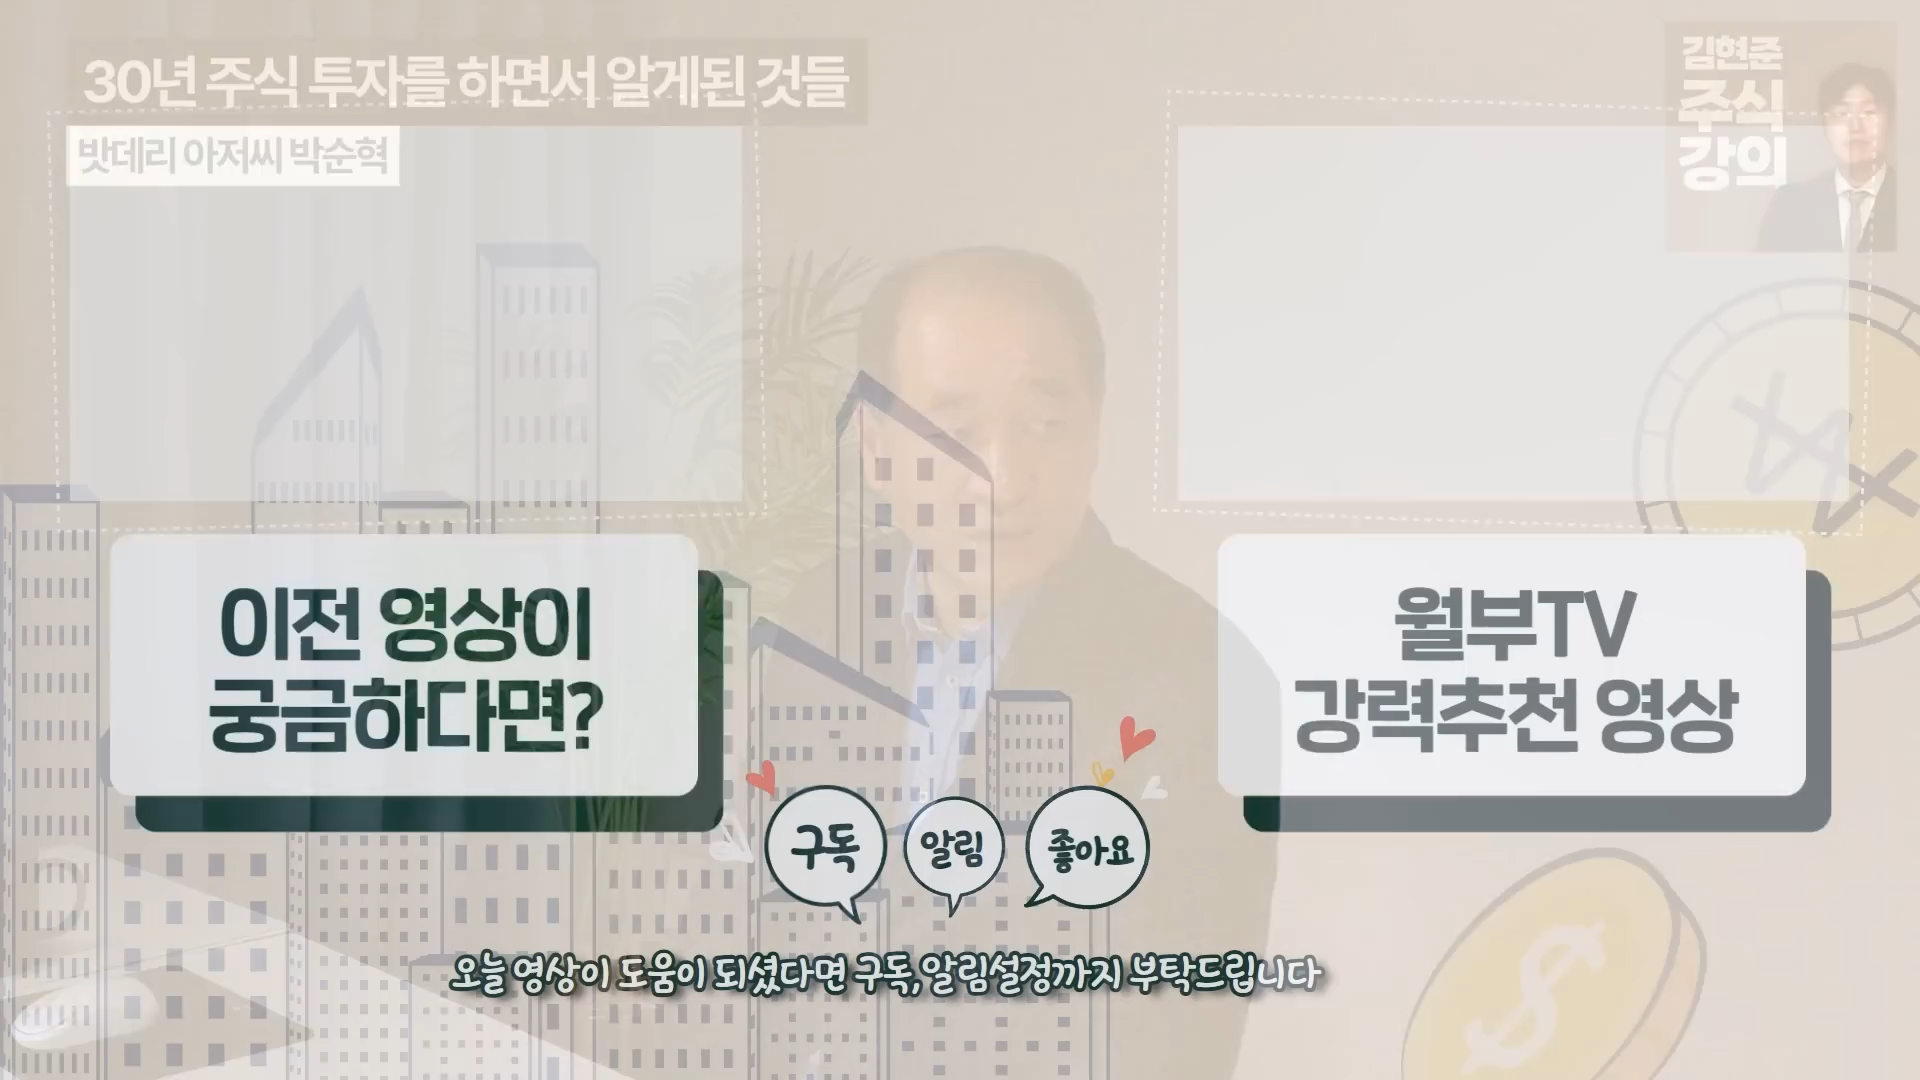 30년 주식 투자를 하면서 알게된 것들
밧데리 아저씨 박순혁
김현준
주식
강의
이전 영상이
궁금하다면?
월부TV
강력추천 영상
구독
알림
좋아요
오늘 영상이 도움이 되셨다면 구독,알림설정까지 부탁드립니다